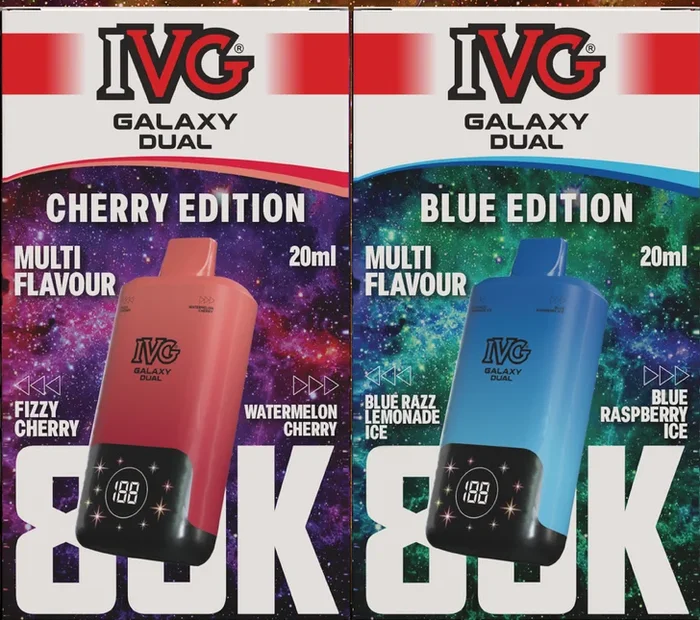 IVG®
GALAXY
DUAL
CHERRY EDITION
MULTI
FLAVOUR
20ml
IVG
GALAXY
DUAL
FIZZY
CHERRY
WATERMELON
CHERRY
188
80K
IVG®
GALAXY
DUAL
BLUE EDITION
MULTI
FLAVOUR
20ml
IVG
GALAXY
DUAL
BLUE RAZZ
LEMONADE
ICE
BLUE
RASPBERRY
ICE
188
80K